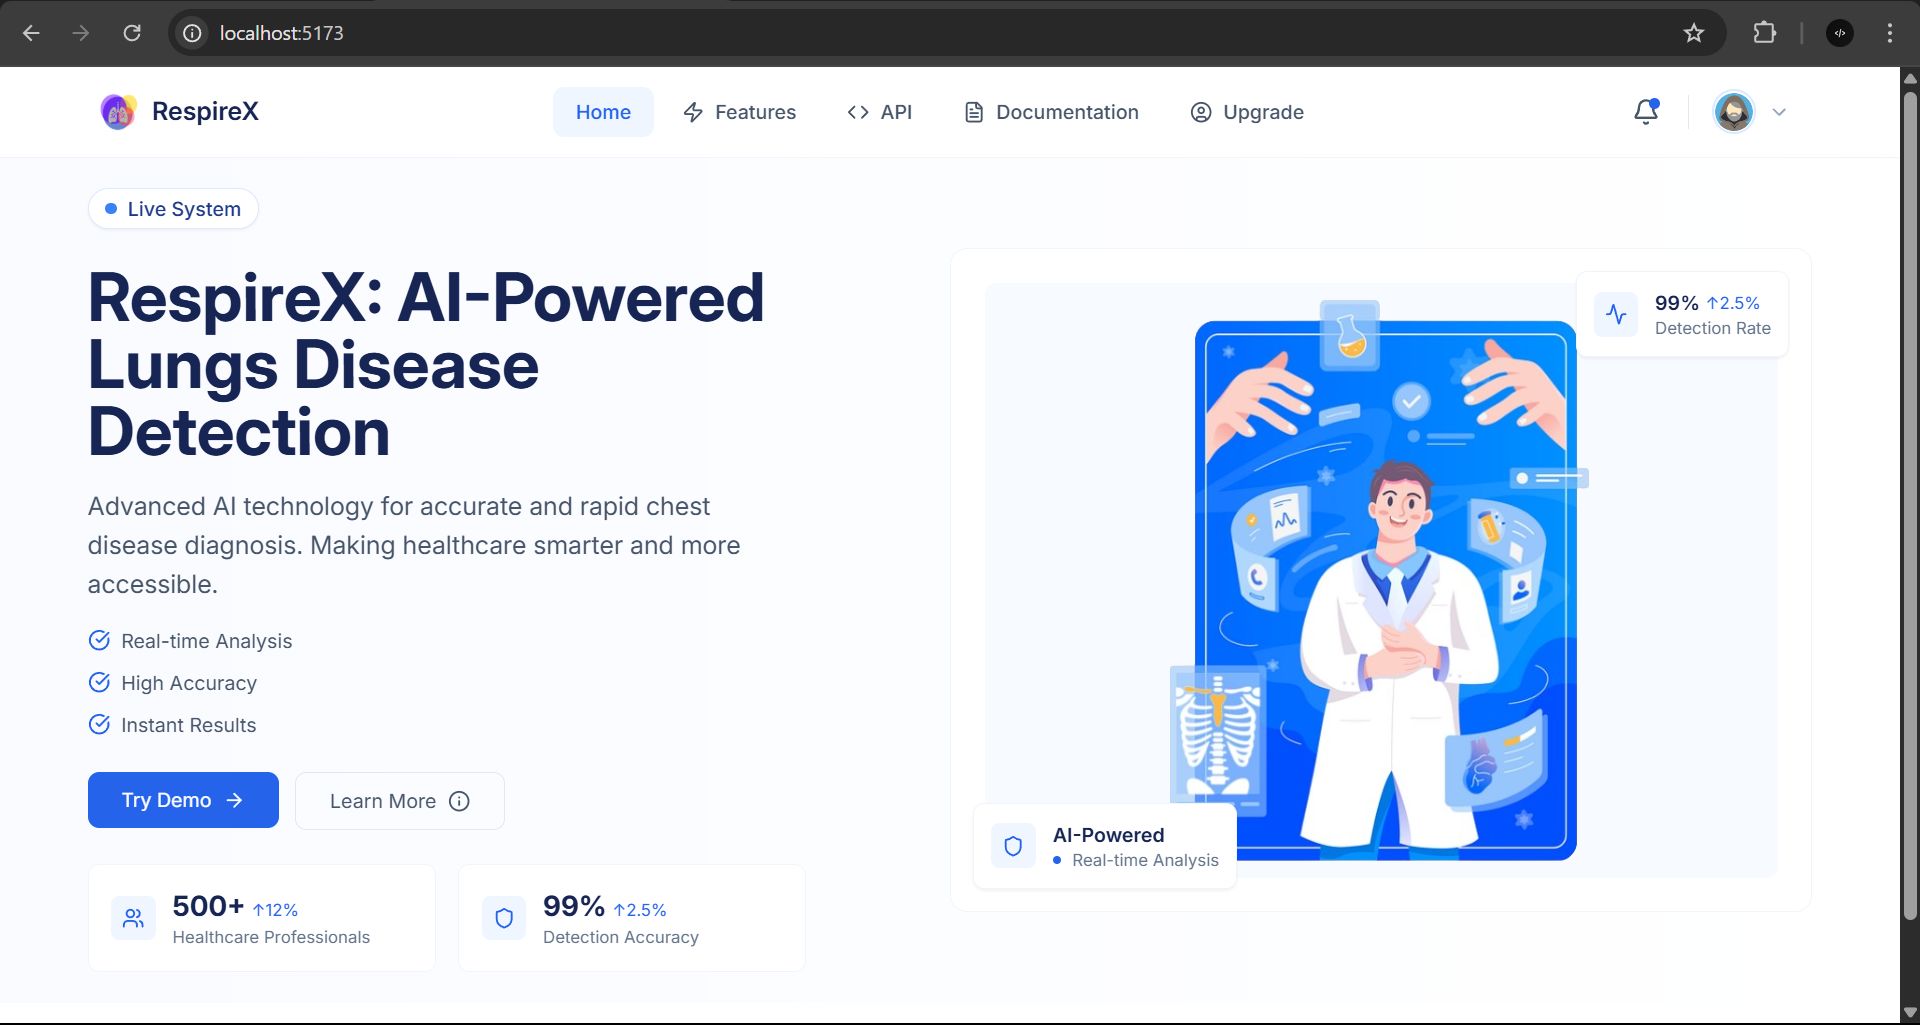 localhost:5173
RespireX
Home
Features
API
Documentation
Upgrade
Live System
RespireX: AI-Powered
Lungs Disease
Detection
Advanced AI technology for accurate and rapid chest
disease diagnosis. Making healthcare smarter and more
accessible.
Real-time Analysis
High Accuracy
Instant Results
Try Demo →
Learn More
500+ ↑12%
Healthcare Professionals
99% ↑2.5%
Detection Accuracy
99% ↑2.5%
Detection Rate
AI-Powered
Real-time Analysis